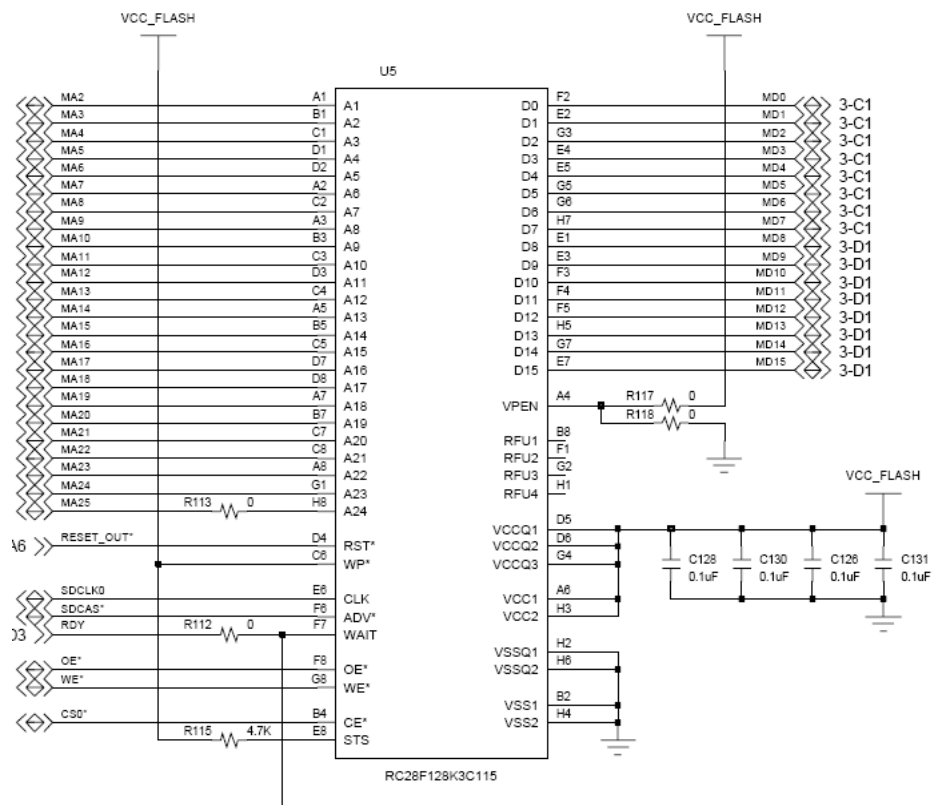 VCC_FLASH VCC_FLASH
U5
MA2 A1 A1 D0 F2 MD0 3-C1
MA3 B1 A2 D1 E2 MD1 3-C1
MA4 C1 A3 D2 G3 MD2 3-C1
MA5 D1 A4 D3 E4 MD3 3-C1
MA6 D2 A5 D4 E5 MD4 3-C1
MA7 A2 A6 D5 G5 MD5 3-C1
MA8 C2 A7 D6 G6 MD6 3-C1
MA9 A3 A8 D7 H7 MD7 3-C1
MA10 B3 A9 D8 E1 MD8 3-D1
MA11 C3 A10 D9 E3 MD9 3-D1
MA12 D3 A11 D10 F3 MD10 3-D1
MA13 C4 A12 D11 F4 MD11 3-D1
MA14 A5 A13 D12 F5 MD12 3-D1
MA15 B5 A14 D13 H5 MD13 3-D1
MA16 C5 A15 D14 G7 MD14 3-D1
MA17 D7 A16 D15 E7 MD15 3-D1
MA18 D8 A17
MA19 A7 A18 VPEN A4 R117 0
MA20 B7 A19 R118 0
MA21 C7 A20 RFU1 B8
MA22 C8 A21 RFU2 F1
MA23 A8 A22 RFU3 G2
MA24 G1 A23 RFU4 H1
MA25 R113 0 H8 A24
VCC_FLASH
A6 RESET_OUT* D4 RST* VCCQ1 D5
C6 WP* VCCQ2 D6
VCCQ3 G4
C128 0.1uF C130 0.1uF C126 0.1uF C131 0.1uF
SDCLK0 E6 CLK VCC1 A6
SDCAS* F6 ADV* VCC2 H3
03 RDY R112 0 F7 WAIT
VSSQ1 H2
OE* F8 OE* VSSQ2 H6
WE* G8 WE*
VSS1 B2
CS0* B4 CE* VSS2 H4
R115 4.7K E8 STS
RC28F128K3C115